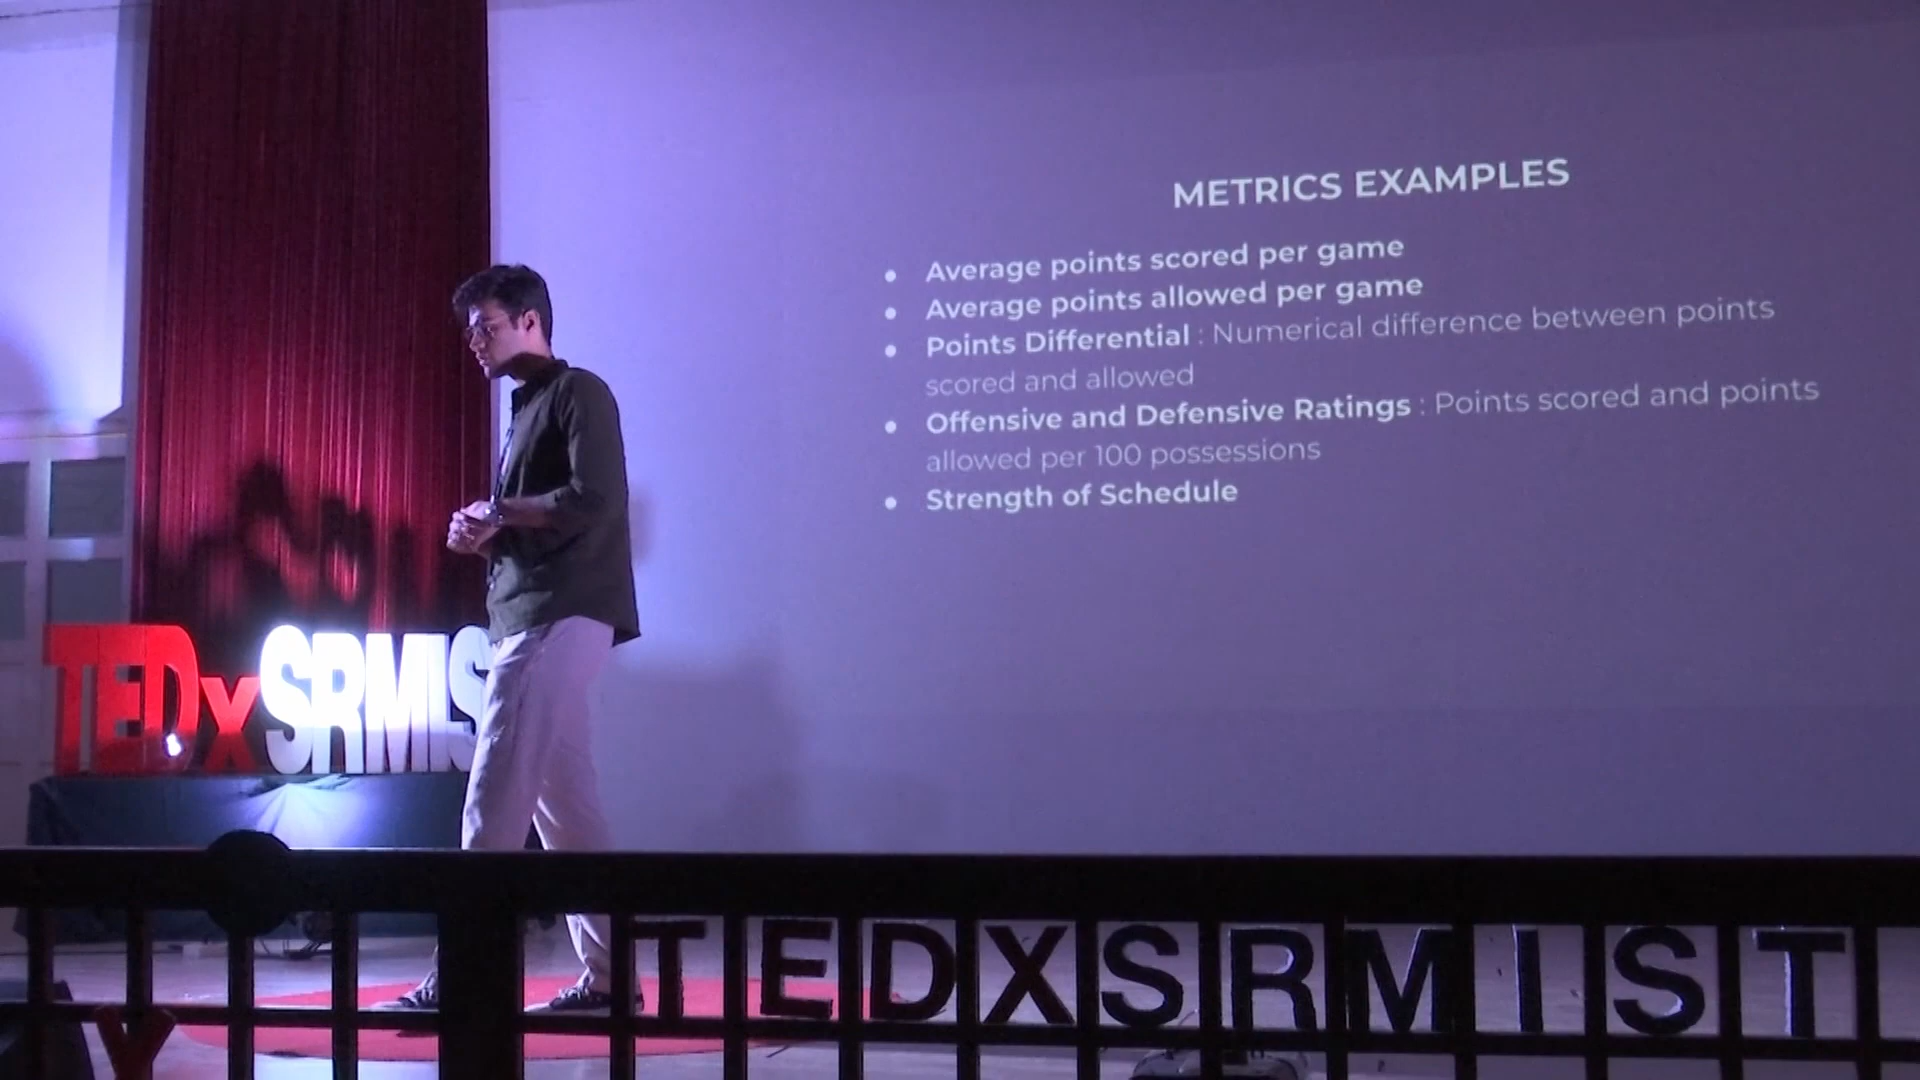 METRICS EXAMPLES
• Average points scored per game
• Average points allowed per game
• Points Differential : Numerical difference between points
scored and allowed
• Offensive and Defensive Ratings : Points scored and points
allowed per 100 possessions
• Strength of Schedule
TEDxSRMIS
TEDXSRMIST